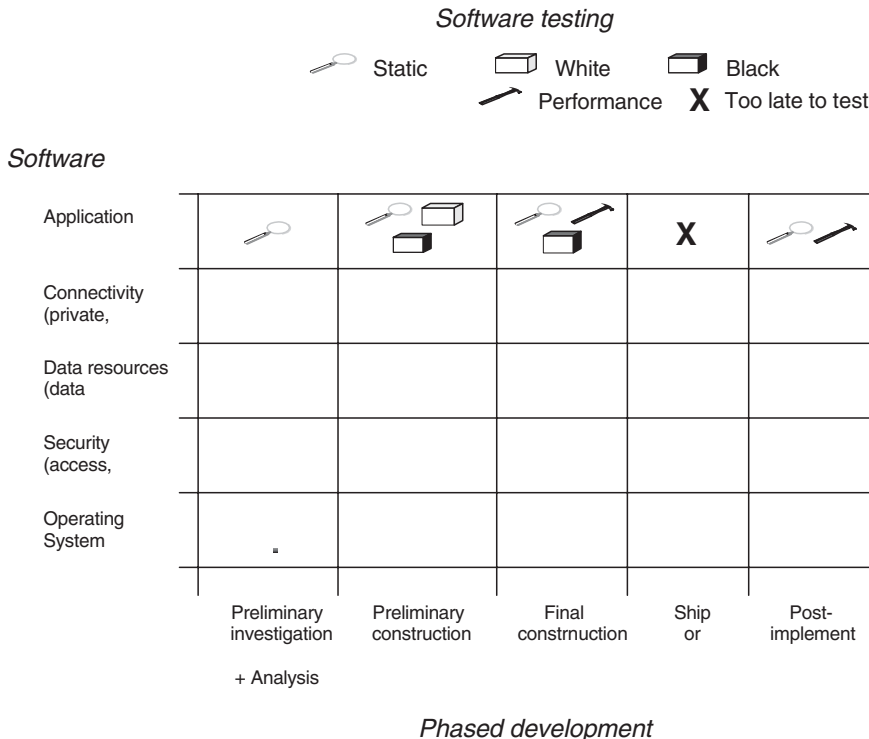 Software testing
Static White Black
Performance X Too late to test
Software
Application X
Connectivity
(private,
Data resources
(data
Security
(access,
Operating
System
Preliminary Preliminary Final Ship Post-
investigation construction constrnuction or implement
+ Analysis
Phased development